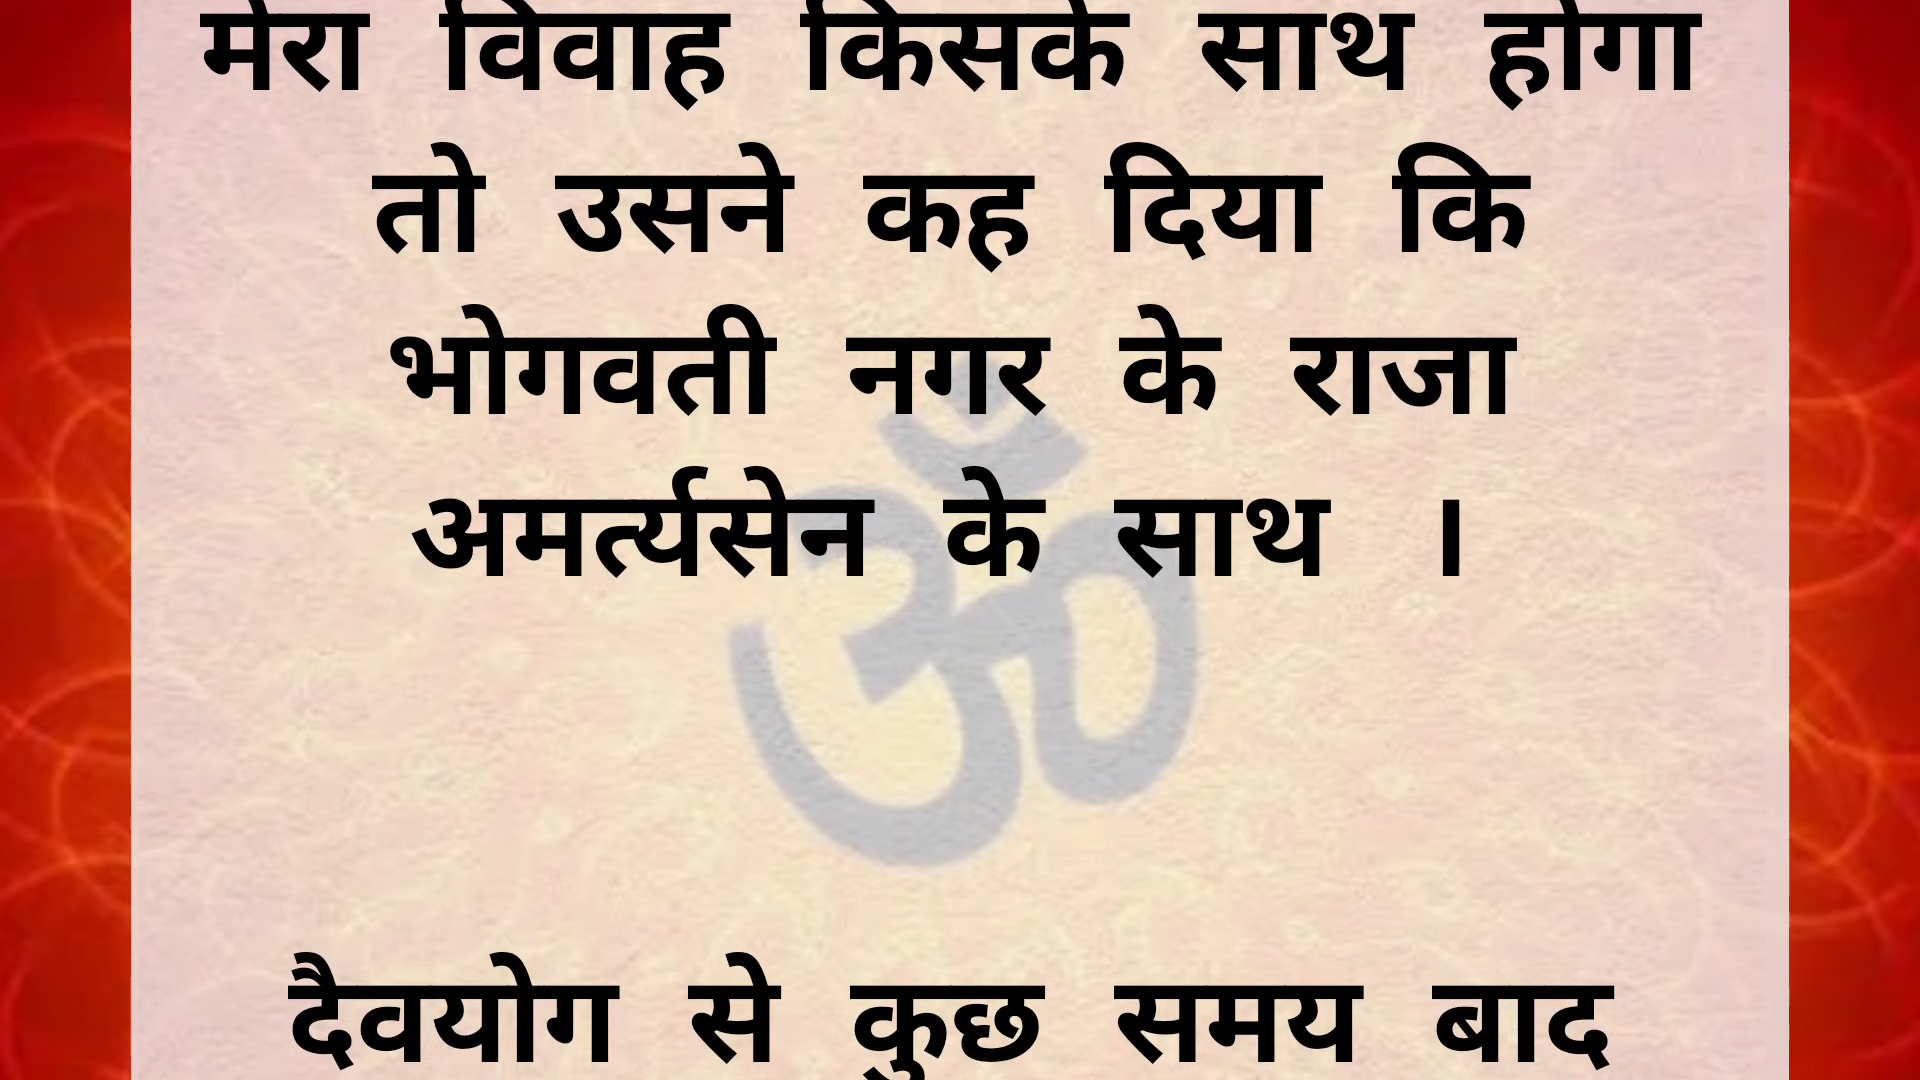 मेरा विवाह किसके साथ होगा
तो उसने कह दिया कि
भोगवती नगर के राजा
अमर्त्यसेन के साथ ।
ॐ
दैवयोग से कुछ समय बाद